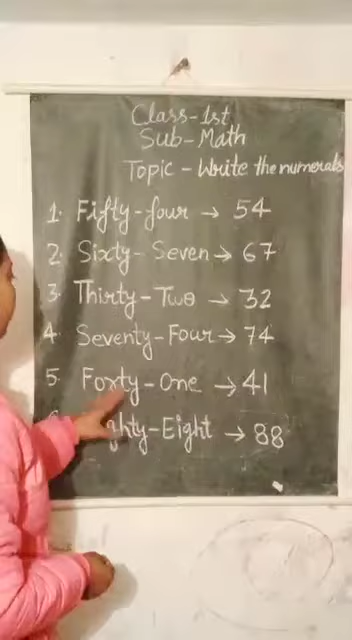 Class-1st
Sub-Math
Topic - Write the numerals
1. Fifty-four → 54
2. Sixty-Seven → 67
3. Thirty-Two → 32
4. Seventy-Four → 74
5. Forty-One → 41
hty-Eight → 88